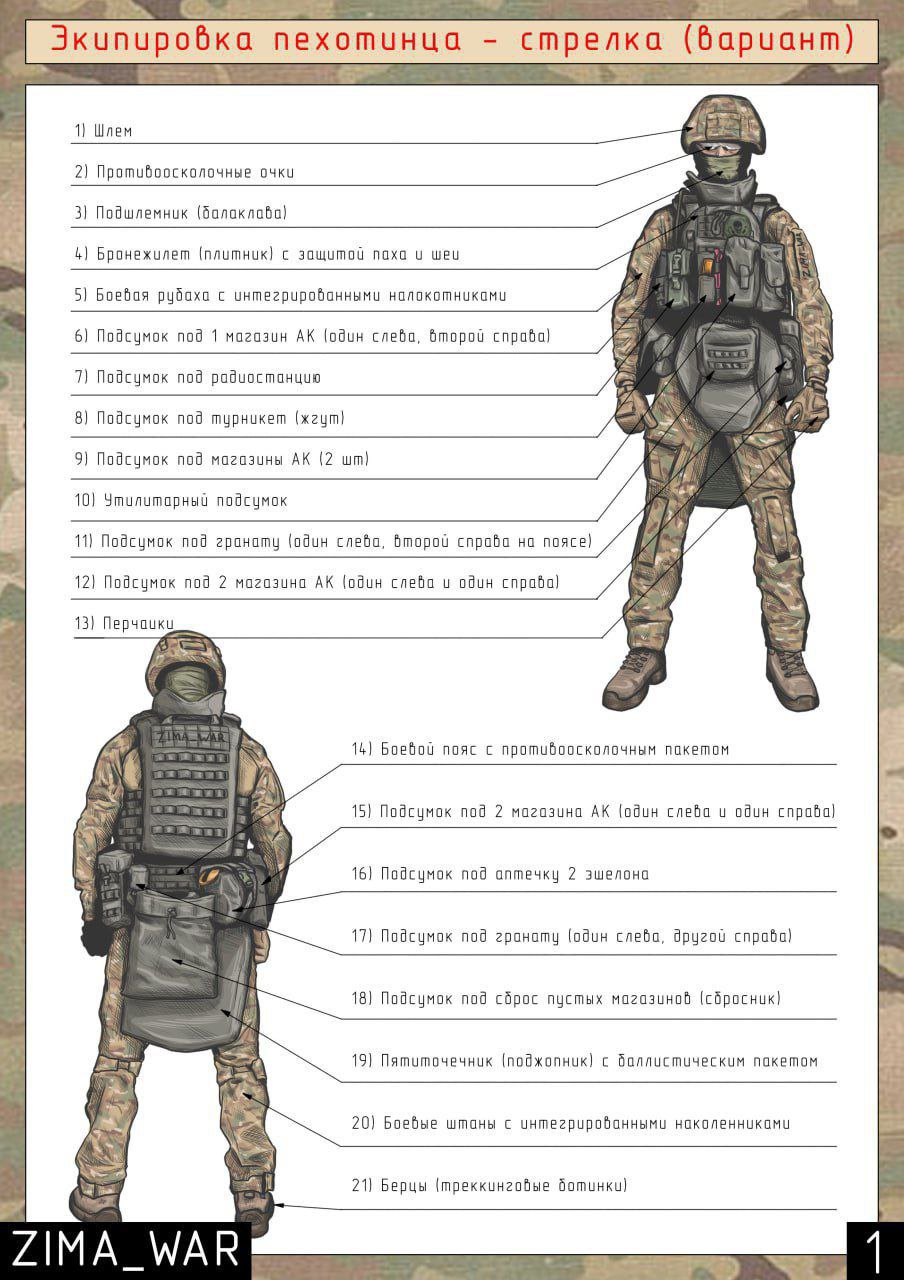 Экипировка пехотинца - стрелка (вариант)
1) Шлем
2) Противоосколочные очки
3) Подшлемник (балаклава)
4) Бронежилет (плитник) с защитой паха и шеи
5) Боевая рубаха с интегрированными налокотниками
6) Подсумок под 1 магазин АК (один слева, второй справа)
7) Подсумок под радиостанцию
8) Подсумок под турникет (жгут)
9) Подсумок под магазины АК (2 шт)
10) Утилитарный подсумок
11) Подсумок под гранату (один слева, второй справа на поясе)
12) Подсумок под 2 магазина АК (один слева и один справа)
13) Перчаики
ZIMA_WAR
ZIMA_WAR
14) Боевой пояс с противоосколочным пакетом
15) Подсумок под 2 магазина АК (один слева и один справа)
16) Подсумок под аптечку 2 эшелона
17) Подсумок под гранату (один слева, другой справа)
18) Подсумок под сброс пустых магазинов (сбросник)
19) Пятиточечник (поджопник) с баллистическим пакетом
20) Боевые штаны с интегрированными наколенниками
21) Берцы (треккинговые ботинки)
ZIMA_WAR
1